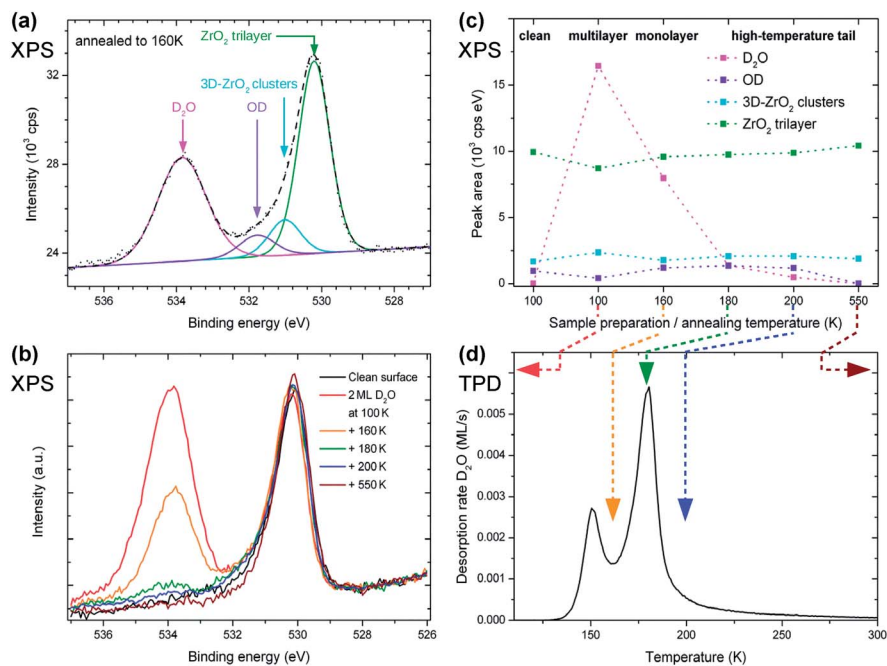 (a)
XPS
annealed to 160K
ZrO2 trilayer
3D-ZrO2 clusters
D2O
OD
Intensity (10³ cps)
32
28
24
536
534
532
530
528
Binding energy (eV)
(b)
XPS
Clean surface
2 ML D2O
at 100 K
+ 160 K
+ 180 K
+ 200 K
+ 550 K
Intensity (a.u.)
536
534
532
530
528
526
Binding energy (eV)
(c)
XPS
clean
multilayer
monolayer
high-temperature tail
D2O
OD
3D-ZrO2 clusters
ZrO2 trilayer
Peak area (10³ cps eV)
15
10
5
0
100
100
160
180
200
550
Sample preparation / annealing temperature (K)
(d)
TPD
Desorption rate D2O (ML/s)
0.005
0.004
0.003
0.002
0.001
0.000
150
200
250
300
Temperature (K)